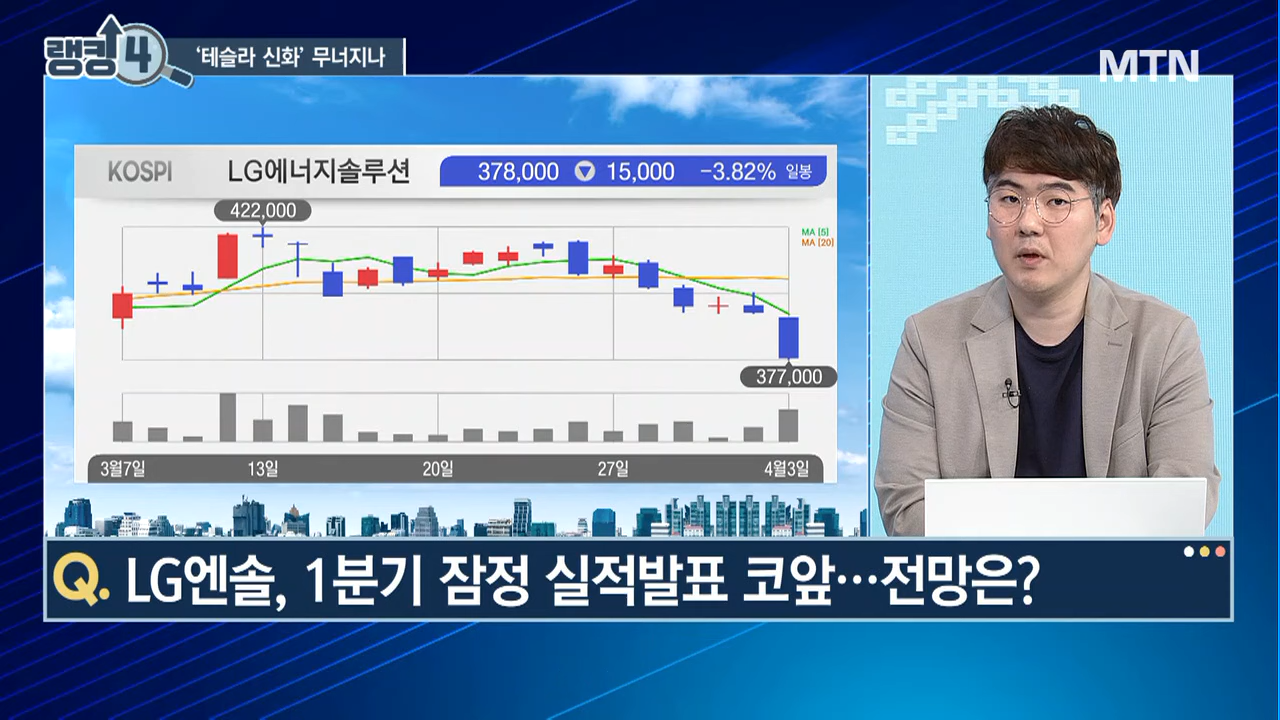 랭킹4
‘테슬라 신화’ 무너지나
MTN
KOSPI
LG에너지솔루션
378,000 ▼ 15,000 -3.82% 일봉
422,000
MA [5]
MA [20]
377,000
3월7일 13일 20일 27일 4월3일
Q. LG엔솔, 1분기 잠정 실적발표 코앞…전망은?